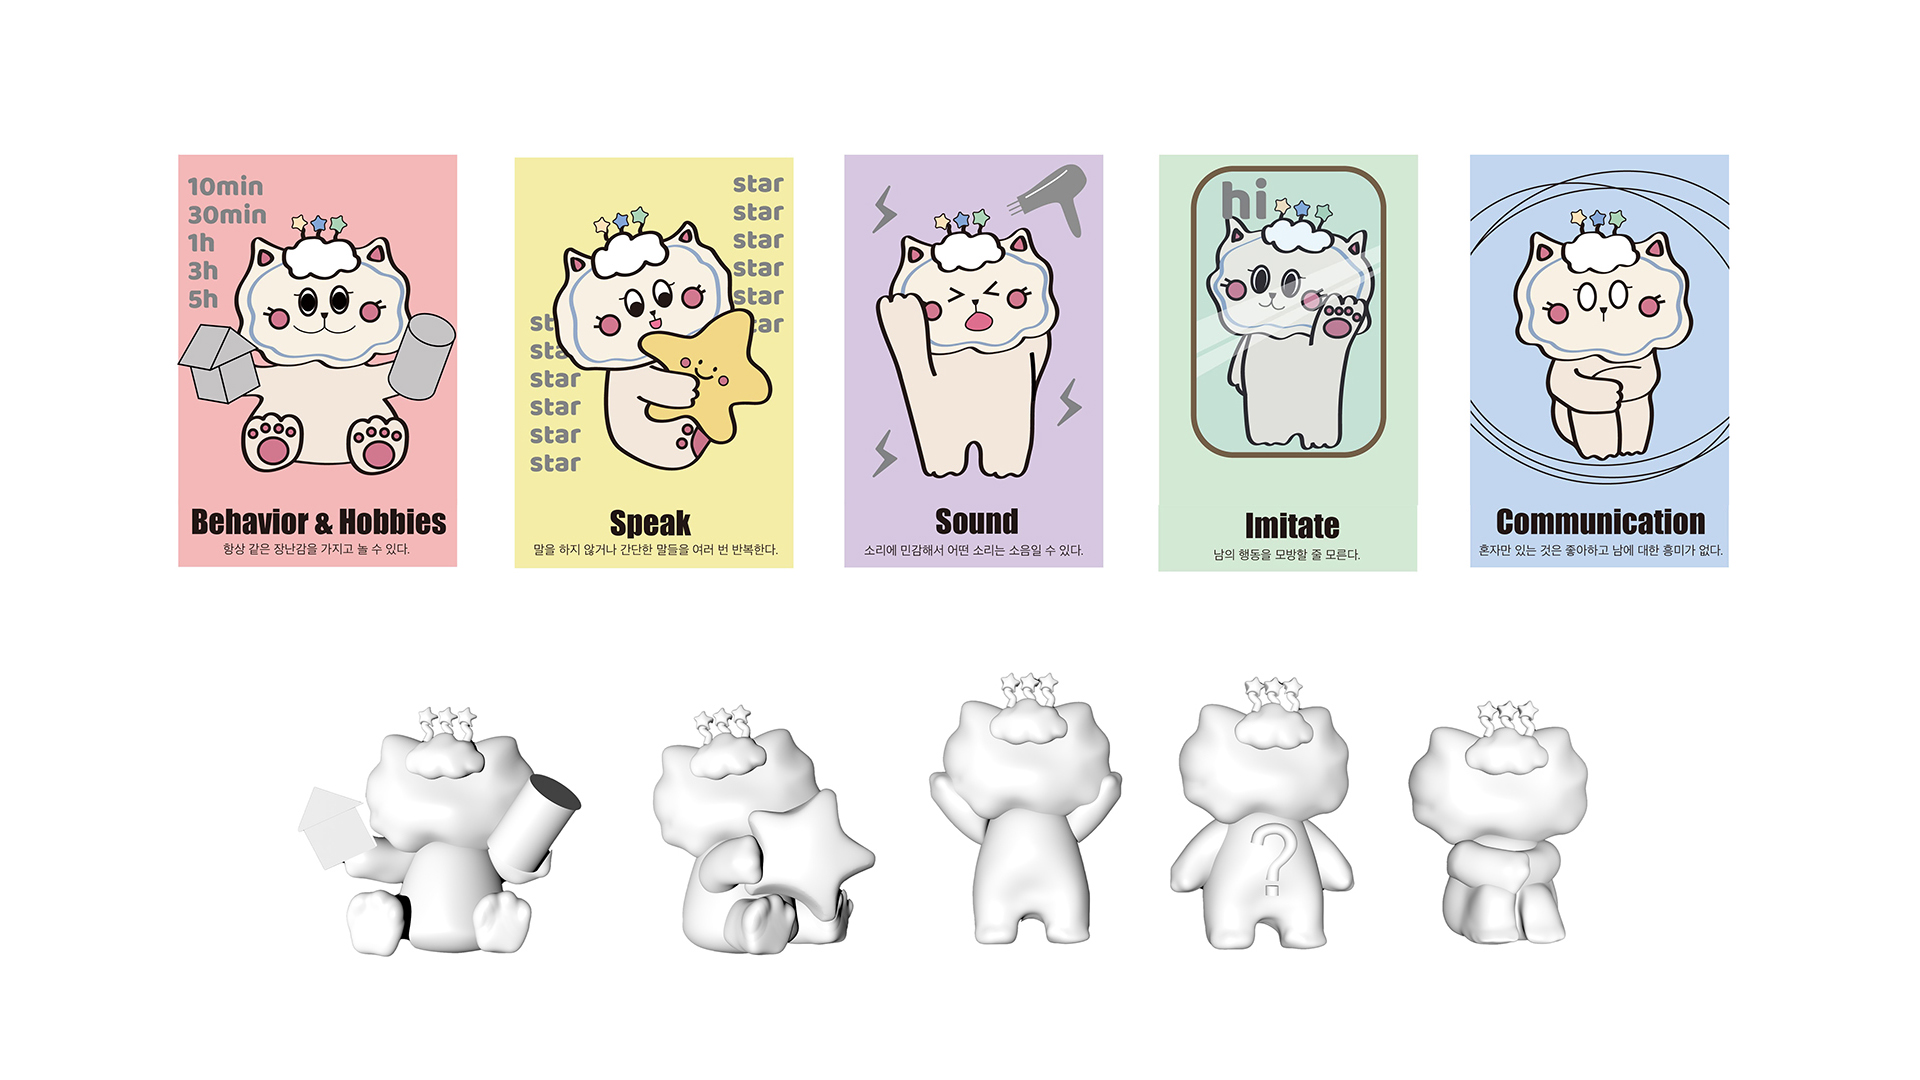 10min
30min
1h
3h
5h
Behavior & Hobbies
항상 같은 장난감을 가지고 놀 수 있다.
star
star
star
star
star
tar
st
sta
star
star
star
star
Speak
말을 하지 않거나 간단한 말들을 여러 번 반복한다.
Sound
소리에 민감해서 어떤 소리는 소음일 수 있다.
hi
Imitate
남의 행동을 모방할 줄 모른다.
Communication
혼자만 있는 것은 좋아하고 남에 대한 흥미가 없다.
?